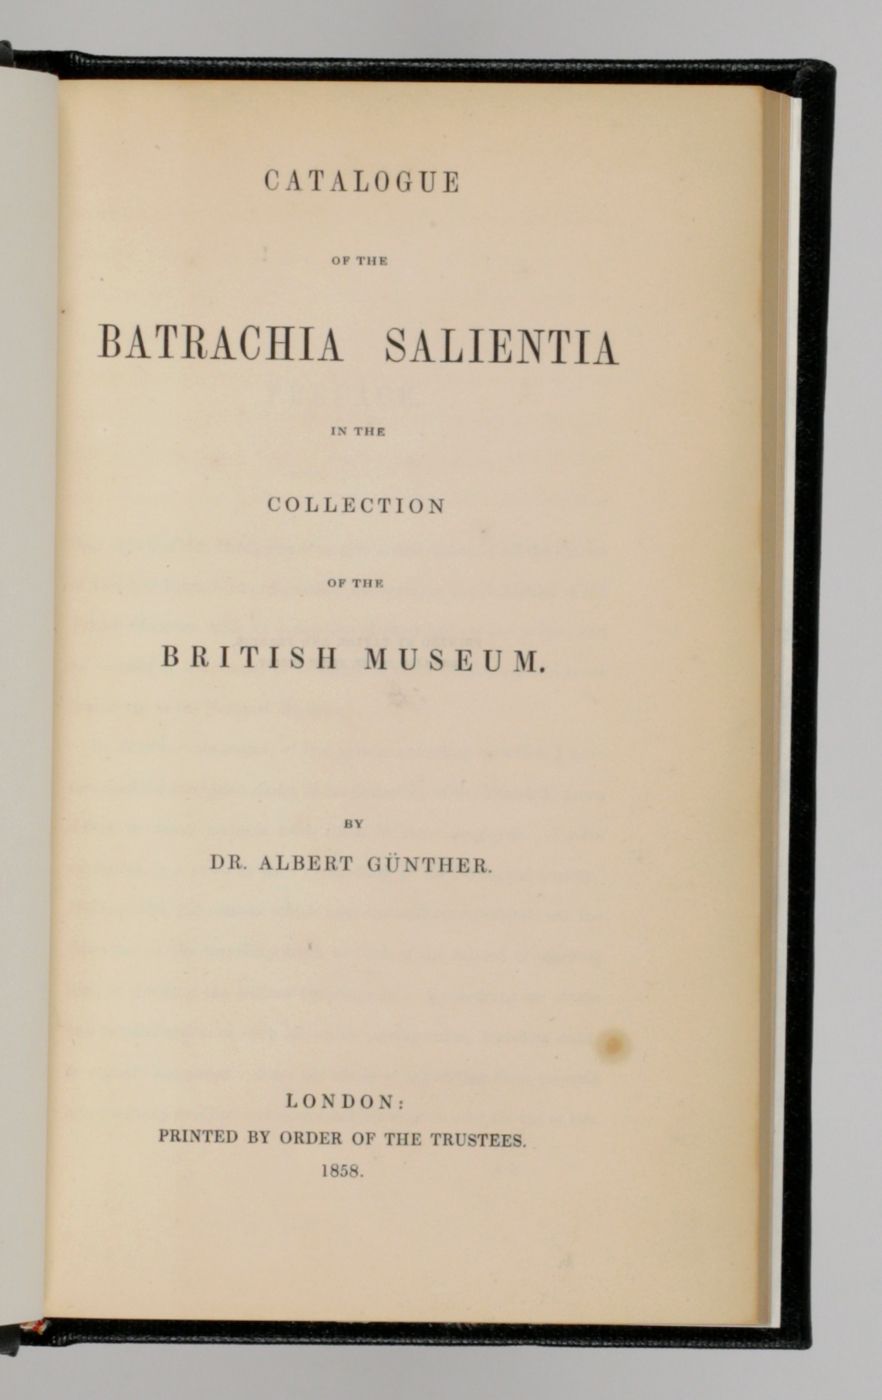 CATALOGUE
OF THE
BATRACHIA SALIENTIA
IN THE
COLLECTION
OF THE
BRITISH MUSEUM.
BY
DR. ALBERT GÜNTHER.
LONDON:
PRINTED BY ORDER OF THE TRUSTEES.
1858.